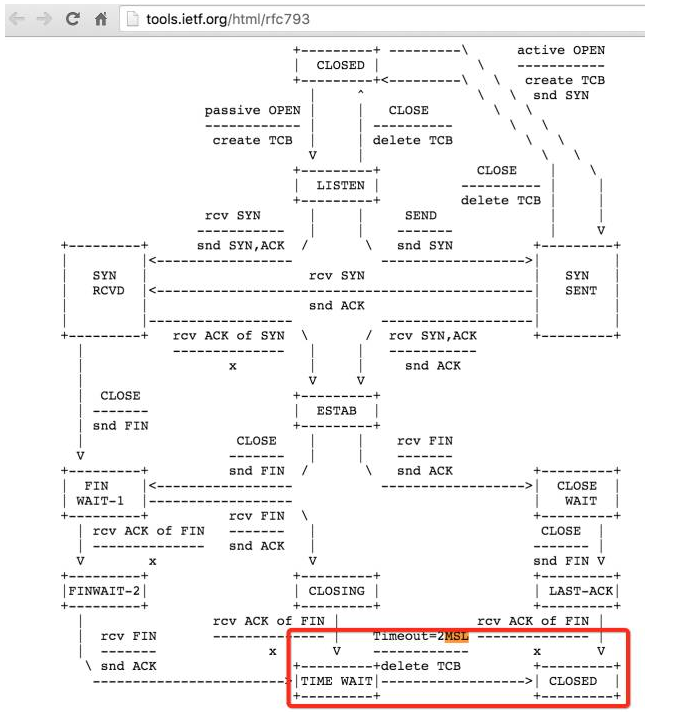 tools.ietf.org/html/rfc793
active OPEN
CLOSED
create TCB
snd SYN
passive OPEN CLOSE
create TCB delete TCB
CLOSE
LISTEN
delete TCB
rcv SYN SEND
snd SYN,ACK snd SYN
SYN rcv SYN SYN
RCVD SENT
snd ACK
rcv ACK of SYN rcv SYN,ACK
x snd ACK
CLOSE
ESTAB
snd FIN
CLOSE rcv FIN
snd FIN snd ACK
FIN CLOSE
WAIT-1 WAIT
rcv FIN
rcv ACK of FIN CLOSE
snd ACK
x snd FIN
FINWAIT-2 CLOSING LAST-ACK
rcv ACK of FIN rcv ACK of FIN
rcv FIN Timeout=2MSL
x x
snd ACK delete TCB
TIME WAIT CLOSED